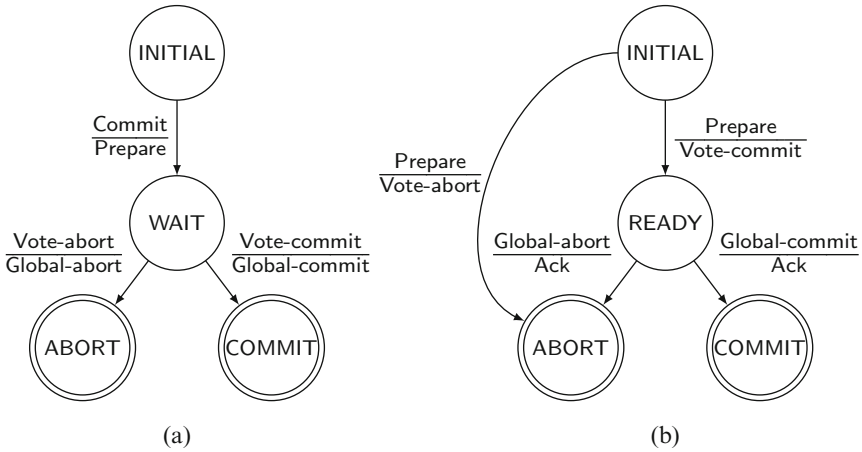 INITIAL
Commit
Prepare
WAIT
Vote-abort
Global-abort
Vote-commit
Global-commit
ABORT
COMMIT
(a)
INITIAL
Prepare
Vote-commit
Prepare
Vote-abort
READY
Global-abort
Ack
Global-commit
Ack
ABORT
COMMIT
(b)